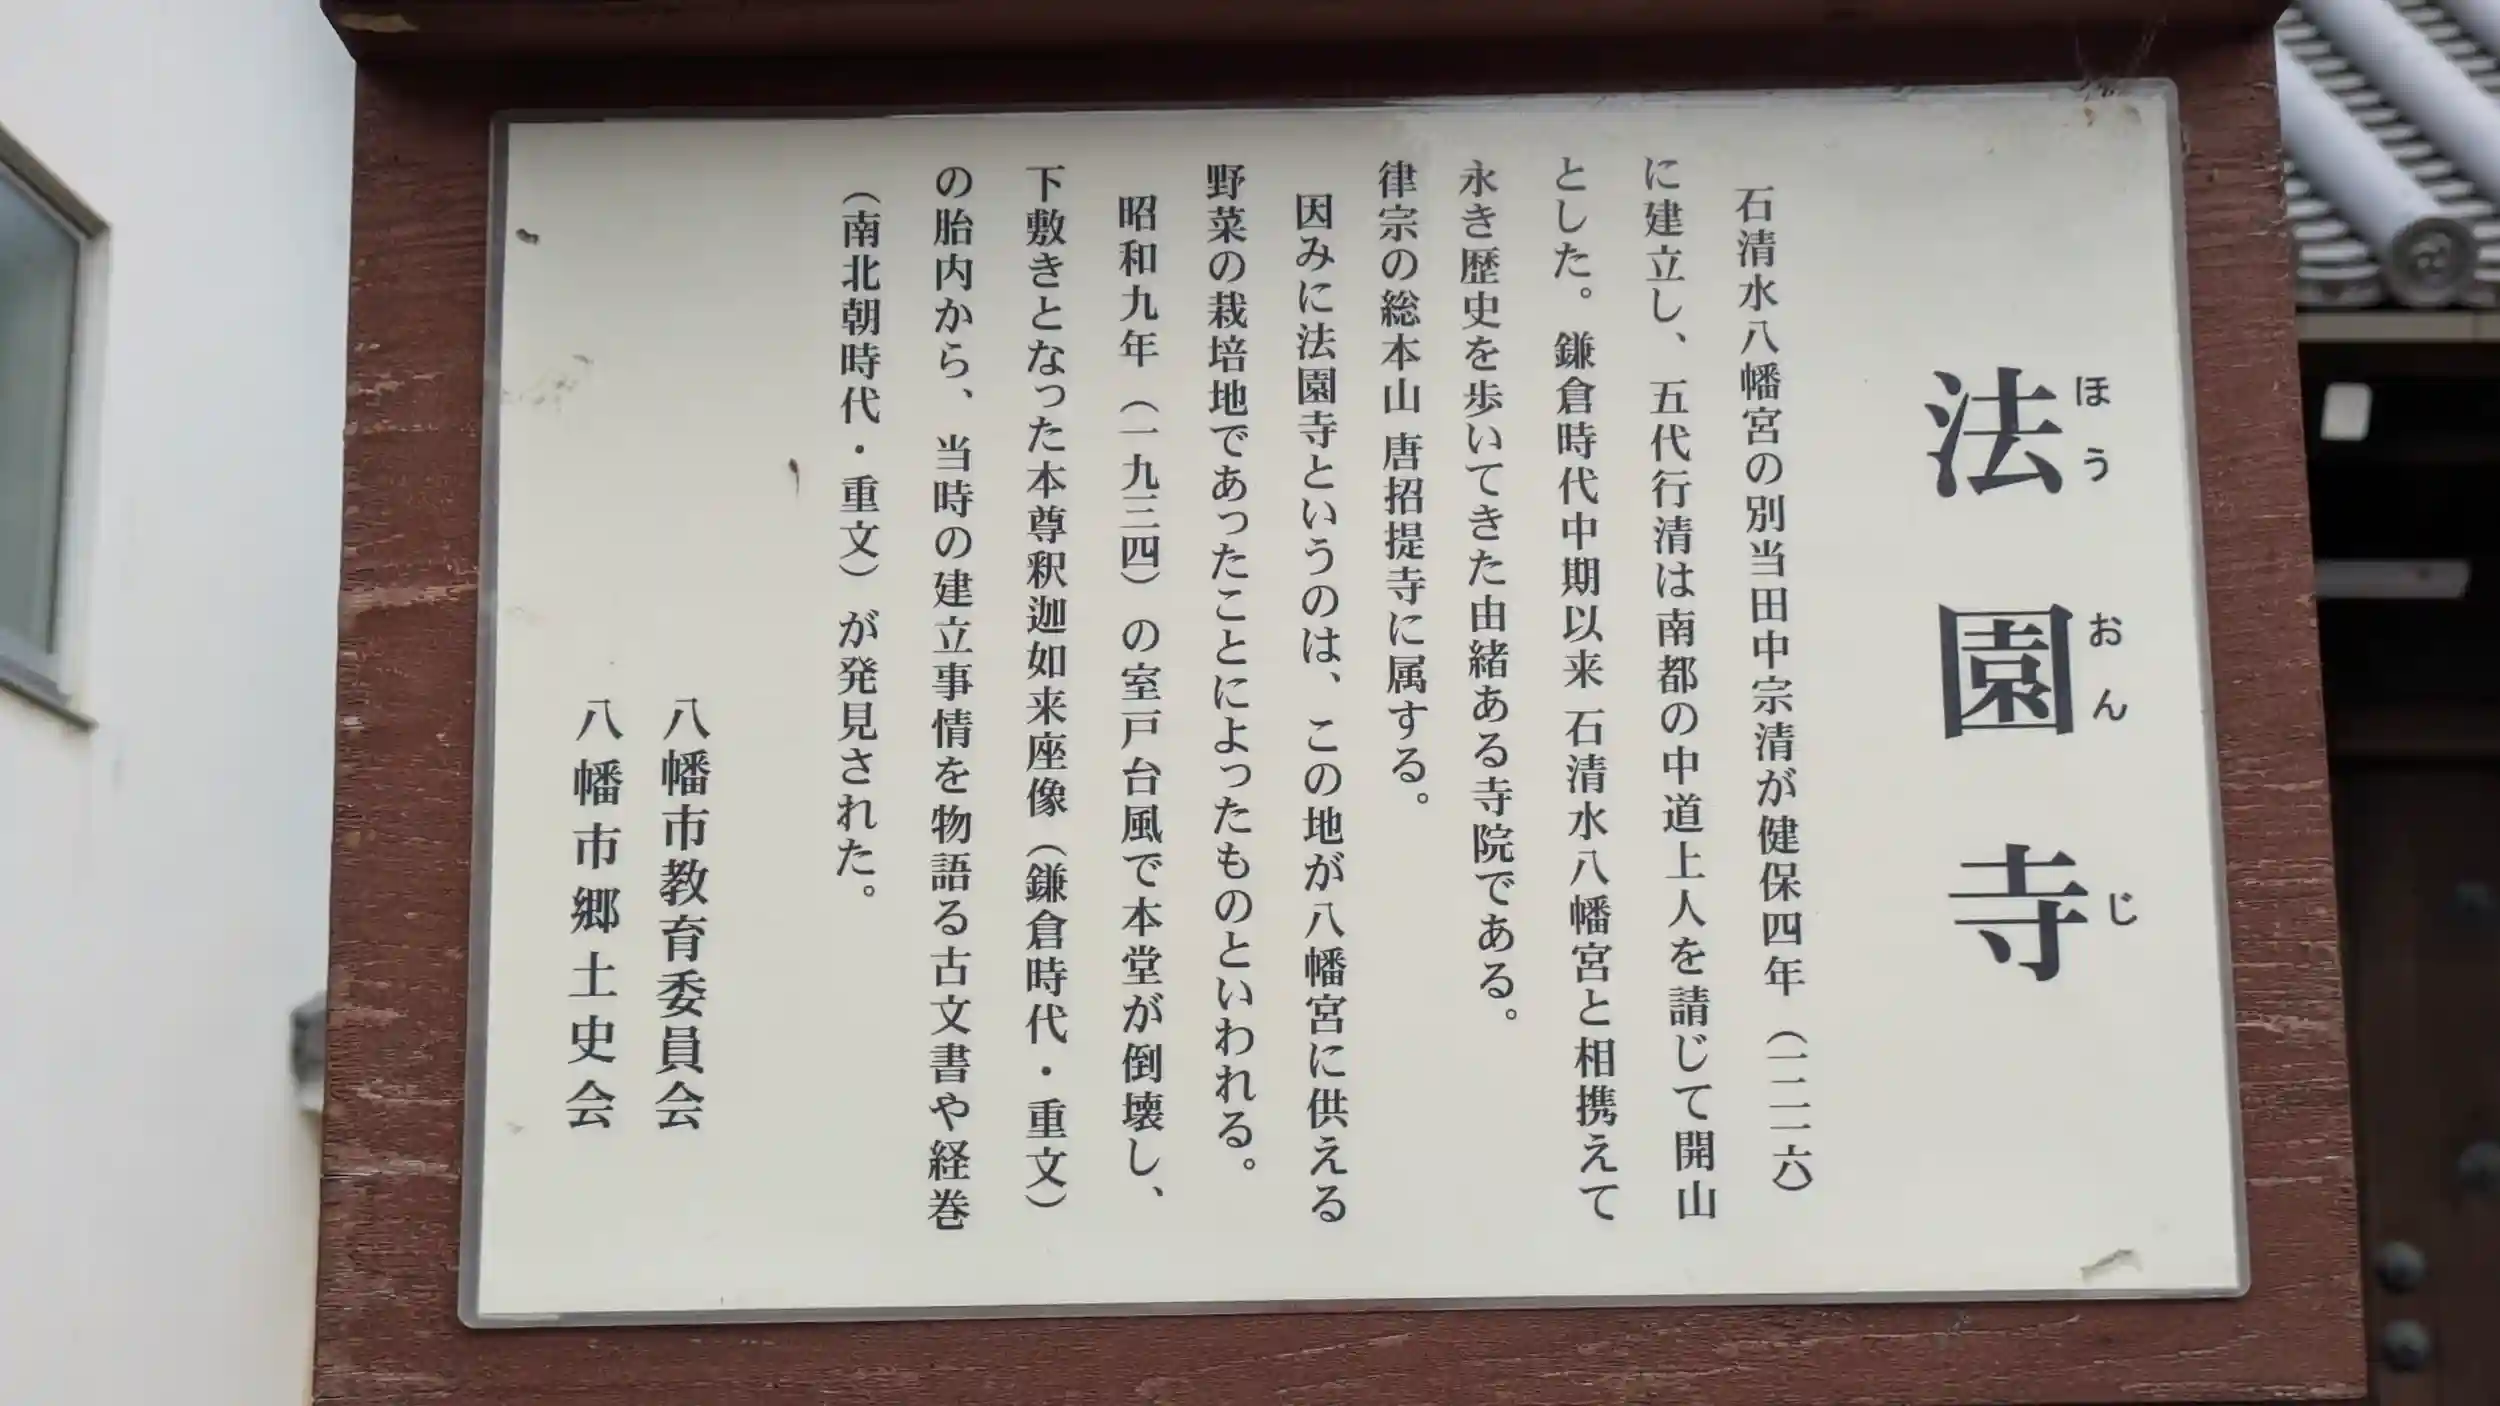 法園寺
ほうおんじ
石清水八幡宮の別当田中宗清が健保四年（一二一六）
に建立し、五代行清は南都の中道上人を請じて開山
とした。鎌倉時代中期以来 石清水八幡宮と相携えて
永き歴史を歩いてきた由緒ある寺院である。
律宗の総本山 唐招提寺に属する。
因みに法園寺というのは、この地が八幡宮に供える
野菜の栽培地であったことによったものといわれる。
昭和九年（一九三四）の室戸台風で本堂が倒壊し、
下敷きとなった本尊釈迦如来座像（鎌倉時代・重文）
の胎内から、当時の建立事情を物語る古文書や経巻
（南北朝時代・重文）が発見された。
八幡市教育委員会
八幡市郷土史会